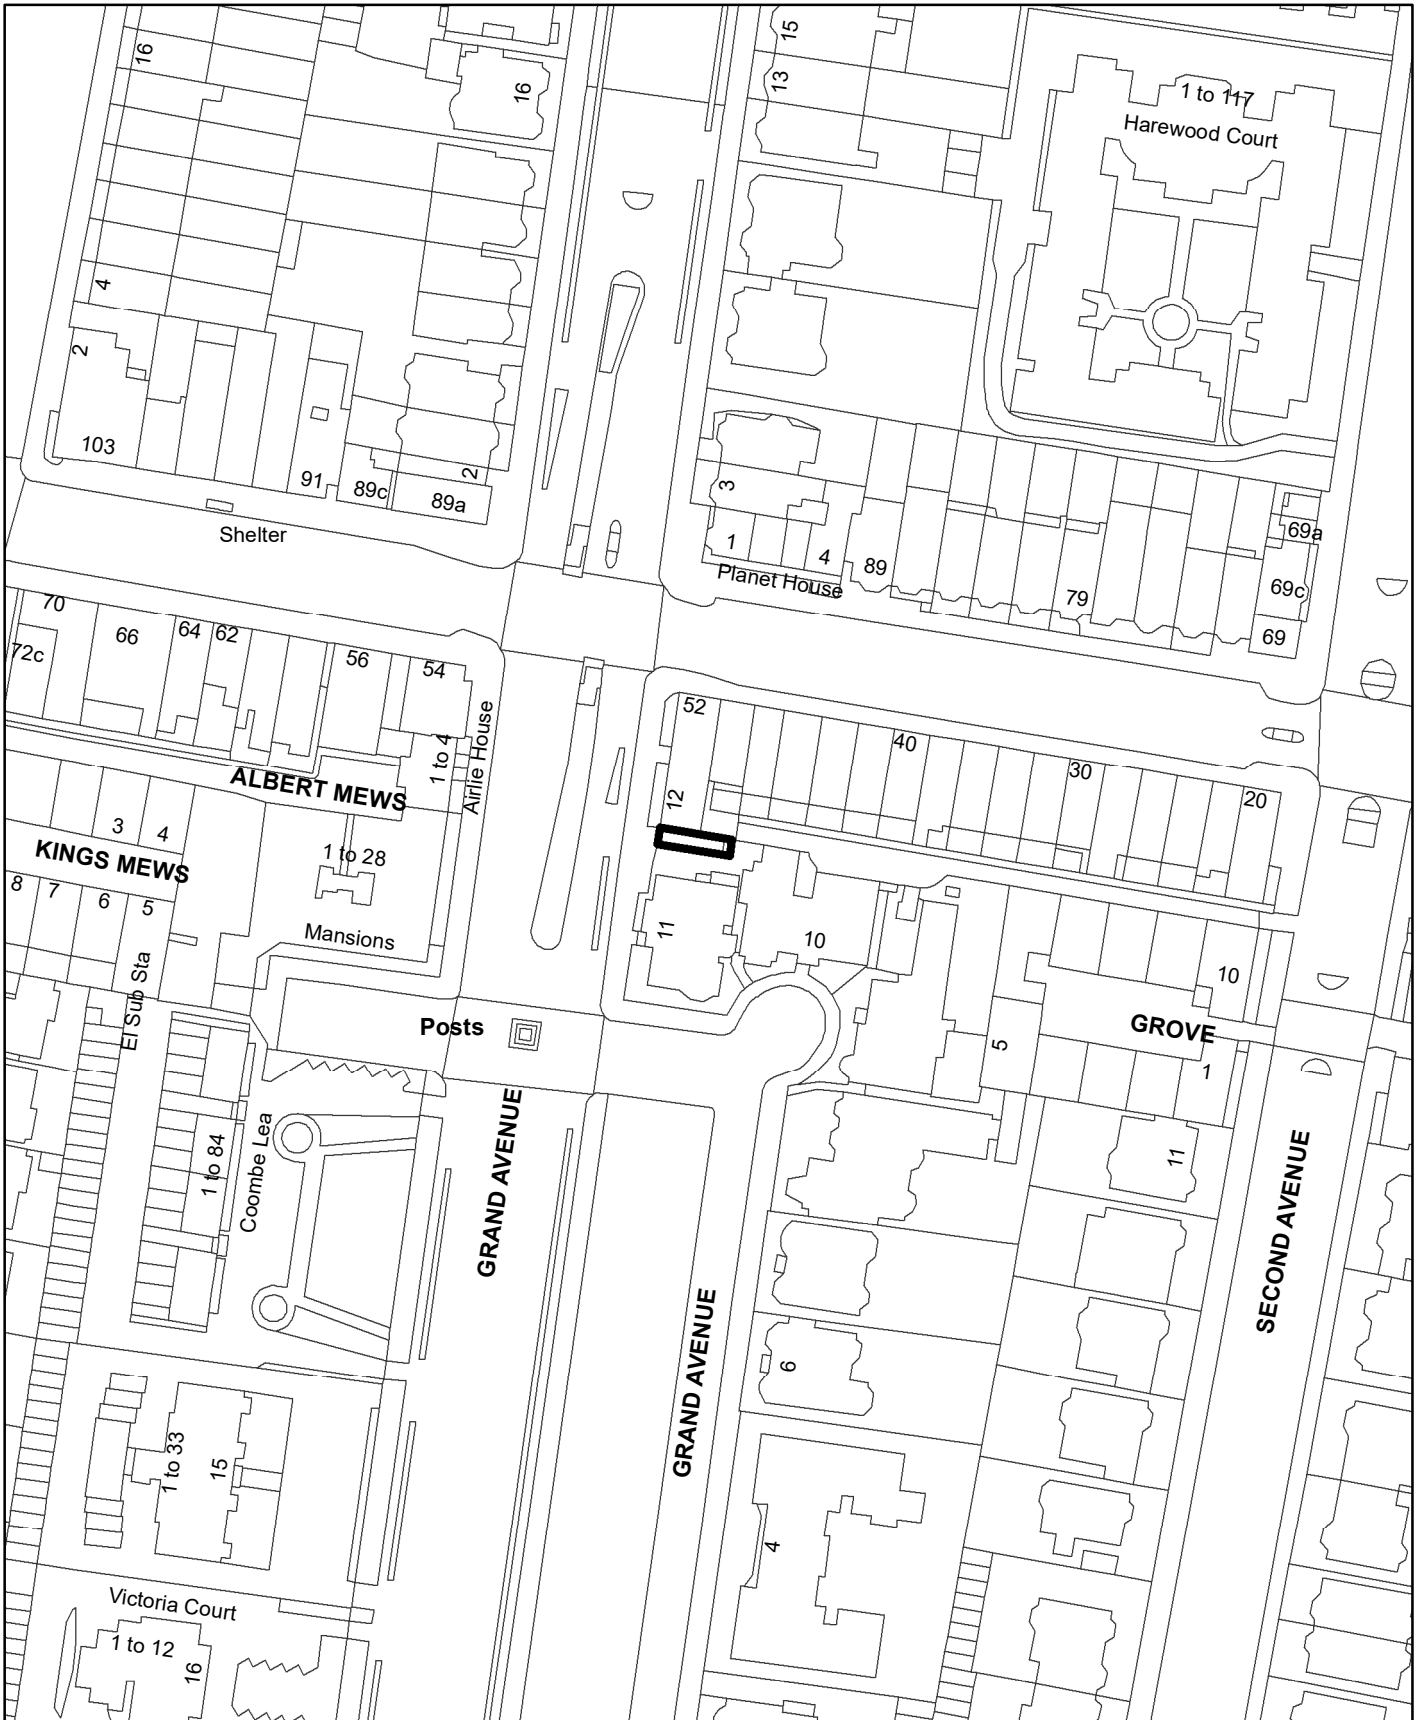 16
16
15
13
1 to 117
Harewood Court
4
2
103
91
89c
89a
2
Shelter
3
1
4
89
Planet House
79
69a
69c
69
70
72c
66
64
62
56
54
1 to 4
Airlie House
52
40
30
20
12
ALBERT MEWS
3
4
1 to 28
KINGS MEWS
8
7
6
5
Mansions
El Sub Sta
11
10
10
Posts
GROVE
5
1
11
1 to 84
Coombe Lea
GRAND AVENUE
GRAND AVENUE
SECOND AVENUE
6
1 to 33
15
4
Victoria Court
1 to 12
16